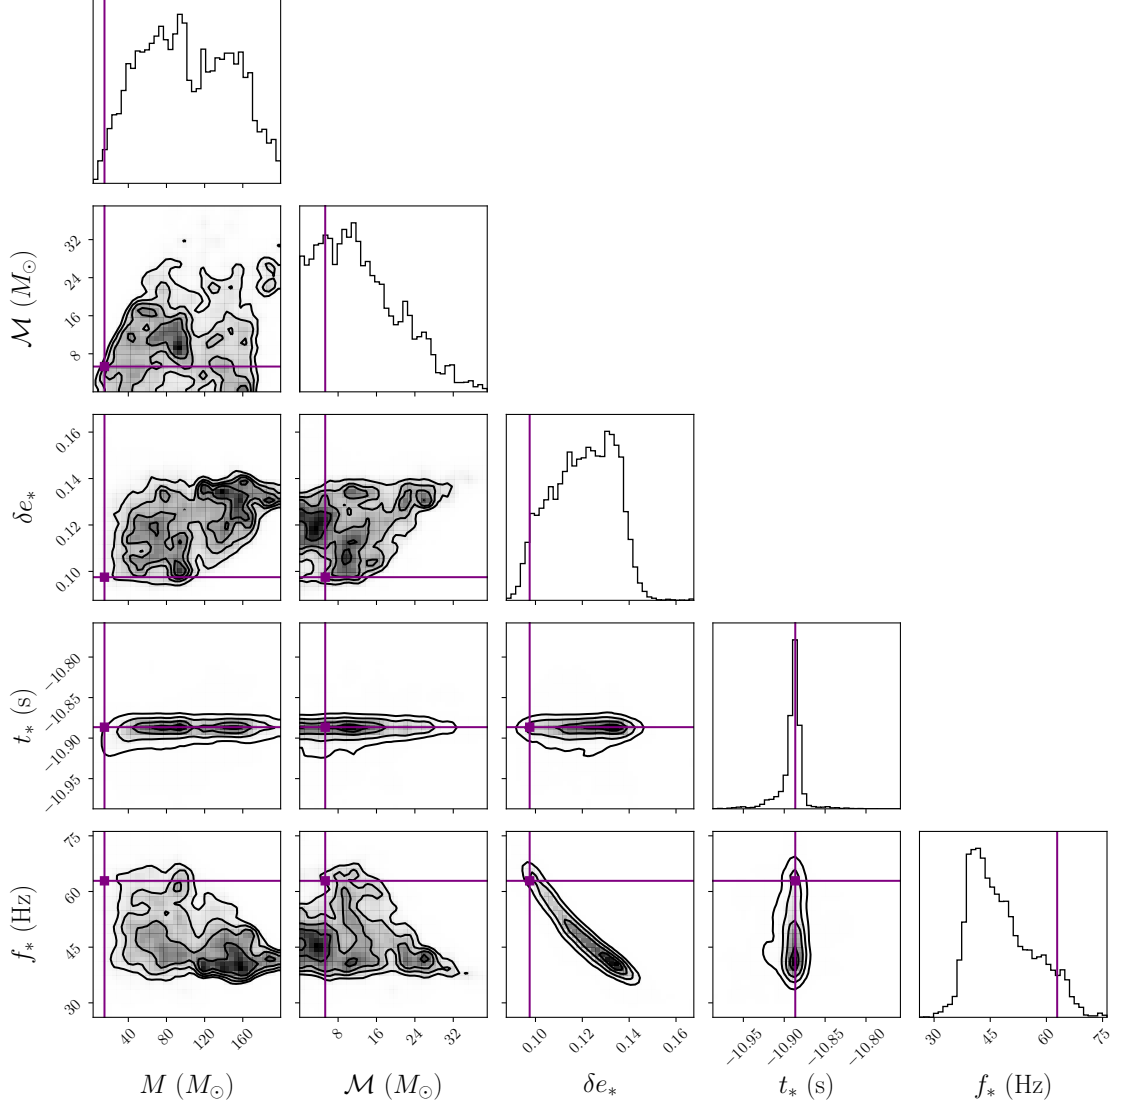 32
24
16
8
ℳ (M⊙)
0.16
0.14
0.12
0.10
δe∗
−10.80
−10.85
−10.90
−10.95
t∗ (s)
75
60
45
30
f∗ (Hz)
40 80 120 160
8 16 24 32
0.10 0.12 0.14 0.16
−10.95 −10.90 −10.85 −10.80
30 45 60 75
M (M⊙) ℳ (M⊙) δe∗ t∗ (s) f∗ (Hz)